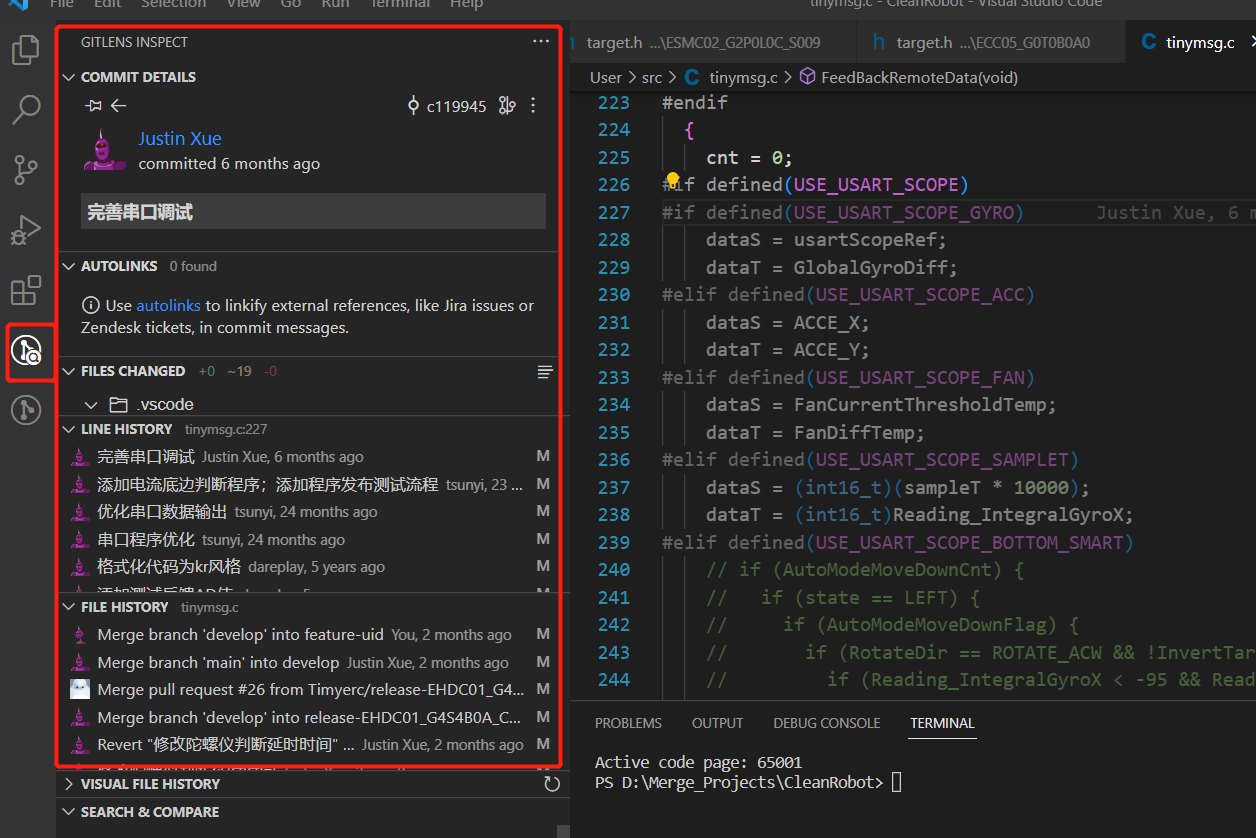 File Edit Selection View Go Run Terminal Help
tinymsg.c - CleanRobot - Visual Studio Code
GITLENS INSPECT
COMMIT DETAILS
c119945
Justin Xue
committed 6 months ago
完善串口调试
AUTOLINKS 0 found
Use autolinks to linkify external references, like Jira issues or
Zendesk tickets, in commit messages.
FILES CHANGED +0 ~19 -0
.vscode
LINE HISTORY tinymsg.c:227
完善串口调试 Justin Xue, 6 months ago M
添加电流底边判断程序；添加程序发布测试流程 tsunyi, 23 ... M
优化串口数据输出 tsunyi, 24 months ago M
串口程序优化 tsunyi, 24 months ago M
格式化代码为kr风格 dareplay, 5 years ago M
FILE HISTORY tinymsg.c
Merge branch 'develop' into feature-uid You, 2 months ago M
Merge branch 'main' into develop Justin Xue, 2 months ago M
Merge pull request #26 from Timyerc/release-EHDC01_G4... M
Merge branch 'develop' into release-EHDC01_G4S4B0A_C... M
Revert "修改陀螺仪判断延时时间" ... Justin Xue, 2 months ago M
VISUAL FILE HISTORY
SEARCH & COMPARE
h target.h ...\ESMC02_G2P0L0C_S009
h target.h ...\ECC05_G0T0B0A0
C tinymsg.c
User > src > C tinymsg.c > FeedBackRemoteData(void)
223 #endif
224 {
225 cnt = 0;
226 #if defined(USE_USART_SCOPE)
227 #if defined(USE_USART_SCOPE_GYRO) Justin Xue, 6 m
228 dataS = usartScopeRef;
229 dataT = GlobalGyroDiff;
230 #elif defined(USE_USART_SCOPE_ACC)
231 dataS = ACCE_X;
232 dataT = ACCE_Y;
233 #elif defined(USE_USART_SCOPE_FAN)
234 dataS = FanCurrentThresholdTemp;
235 dataT = FanDiffTemp;
236 #elif defined(USE_USART_SCOPE_SAMPLET)
237 dataS = (int16_t)(sampleT * 10000);
238 dataT = (int16_t)Reading_IntegralGyroX;
239 #elif defined(USE_USART_SCOPE_BOTTOM_SMART)
240 // if (AutoModeMoveDownCnt) {
241 // if (state == LEFT) {
242 // if (AutoModeMoveDownFlag) {
243 // if (RotateDir == ROTATE_ACW && !InvertTar
244 // if (Reading_IntegralGyroX < -95 && Read
PROBLEMS OUTPUT DEBUG CONSOLE TERMINAL
Active code page: 65001
PS D:\Merge_Projects\CleanRobot>